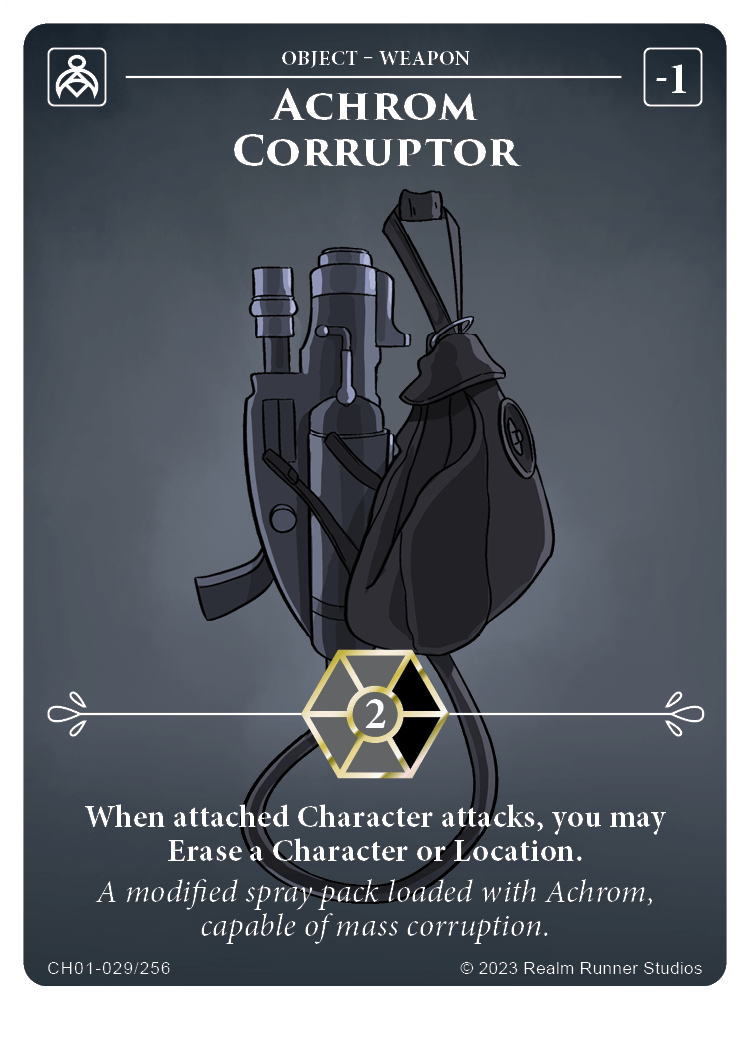 OBJECT – WEAPON
-1
ACHROM
CORRUPTOR
2
When attached Character attacks, you may
Erase a Character or Location.
A modified spray pack loaded with Achrom,
capable of mass corruption.
CH01-029/256
© 2023 Realm Runner Studios